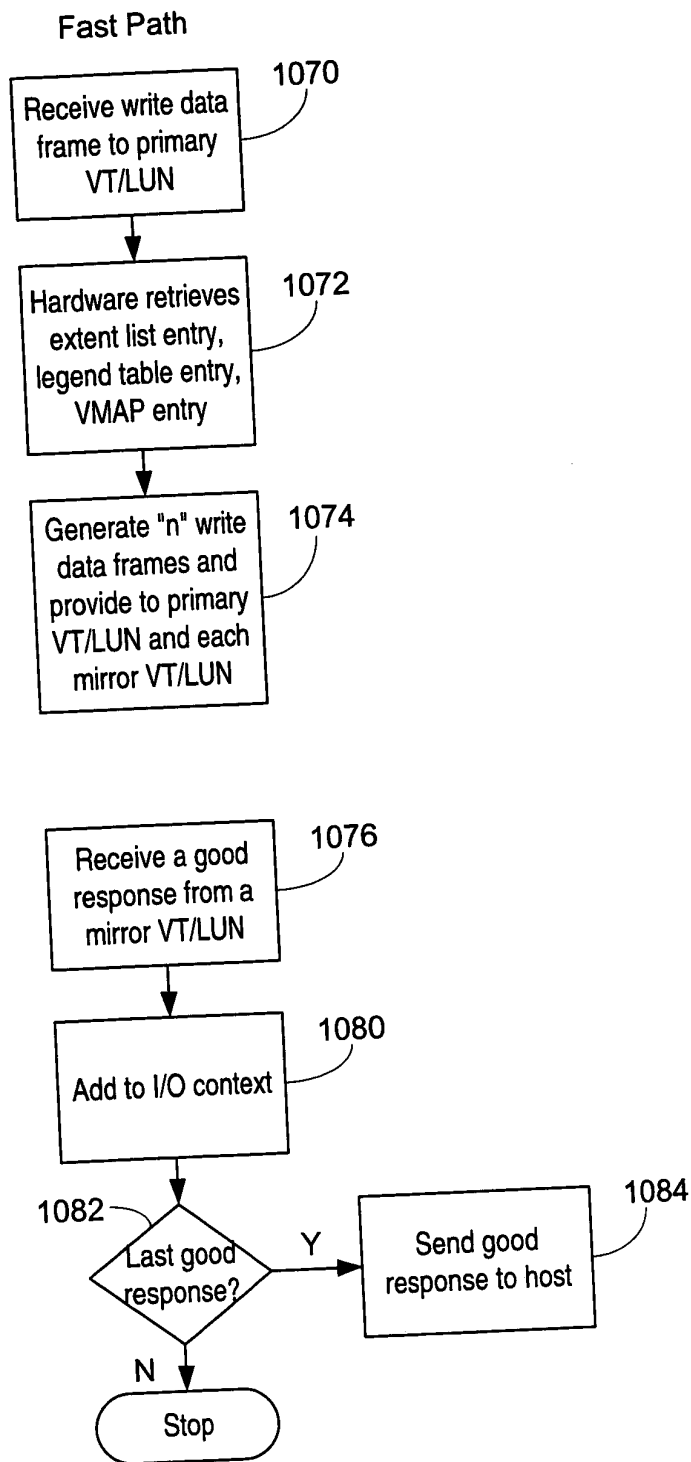 Fast Path
1070
Receive write data
frame to primary
VT/LUN
1072
Hardware retrieves
extent list entry,
legend table entry,
VMAP entry
1074
Generate "n" write
data frames and
provide to primary
VT/LUN and each
mirror VT/LUN
1076
Receive a good
response from a
mirror VT/LUN
1080
Add to I/O context
1082
Last good
response?
Y
1084
Send good
response to host
N
Stop